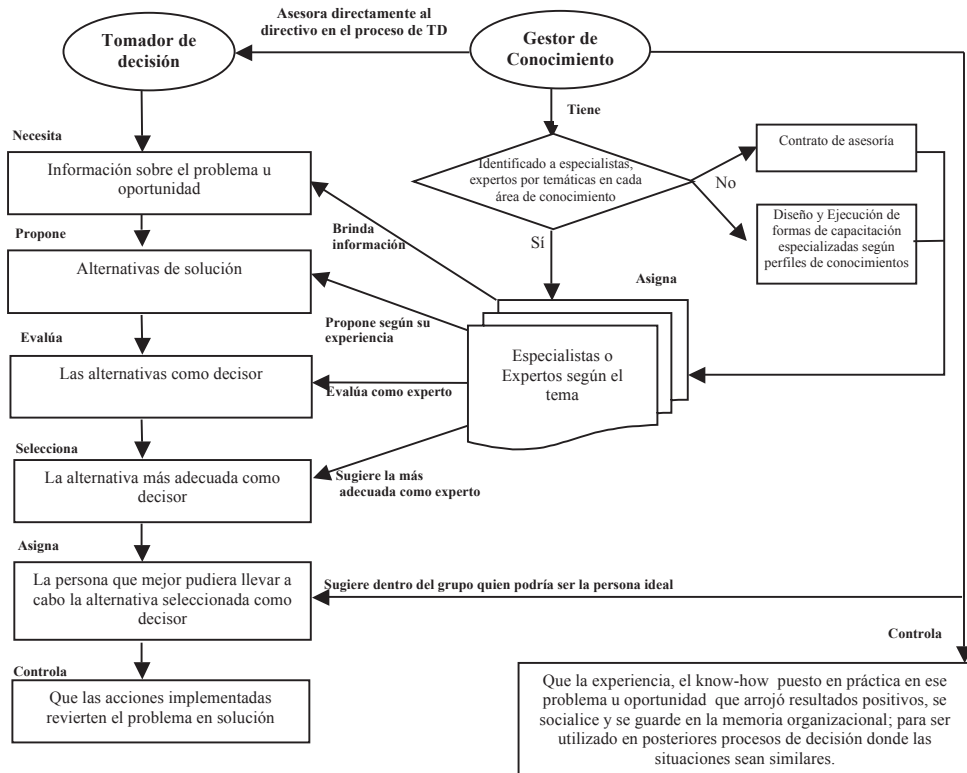 Asesora directamente al
directivo en el proceso de TD
Tomador de
decisión
Gestor de
Conocimiento
Necesita
Información sobre el problema u
oportunidad
Propone
Alternativas de solución
Evalúa
Las alternativas como decisor
Selecciona
La alternativa más adecuada como
decisor
Asigna
La persona que mejor pudiera llevar a
cabo la alternativa seleccionada como
decisor
Controla
Que las acciones implementadas
revierten el problema en solución
Tiene
Identificado a especialistas,
expertos por temáticas en cada
área de conocimiento
No
Contrato de
asesoría
Diseño y Ejecución de
formas de capacitación
especializadas según
perfiles de conocimientos
Sí
Asigna
Brinda
información
Propone según su
experiencia
Evalúa como experto
Sugiere la más
adecuada como experto
Especialistas o
Expertos según el
tema
Sugiere dentro del grupo quien podría ser la persona ideal
Controla
Que la experiencia, el know-how puesto en práctica en ese
problema u oportunidad que arrojó resultados positivos, se
socialice y se guarde en la memoria organizacional; para ser
utilizado en posteriores procesos de decisión donde las
situaciones sean similares.